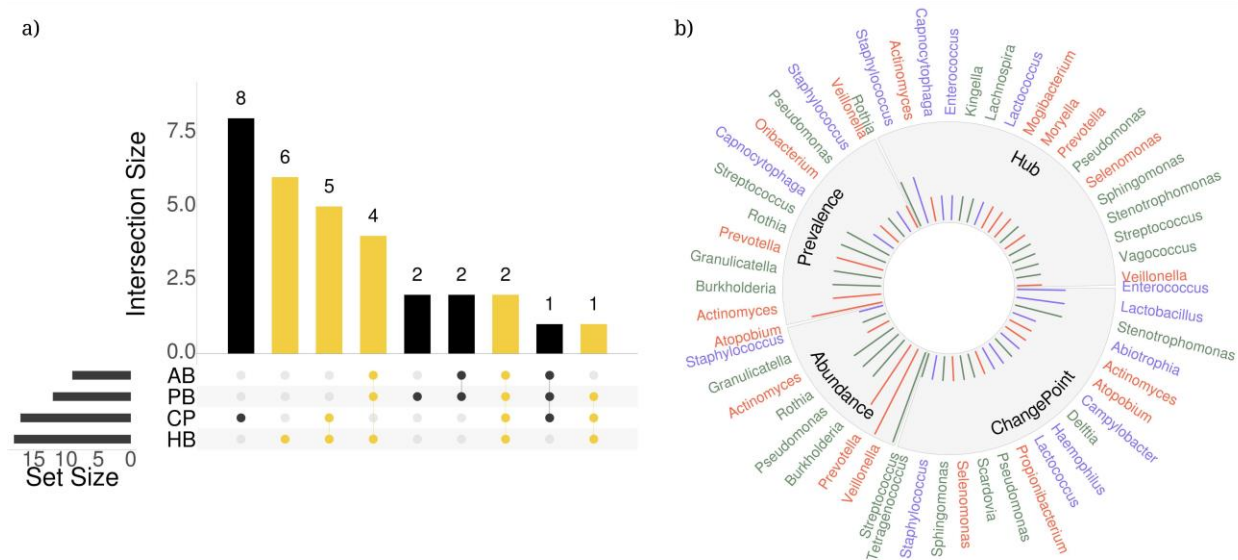 a)
Intersection Size
7.5
5.0
2.5
0.0
8
6
5
4
2
2
2
1
1
AB
PB
CP
HB
15 10 5 0
Set Size
b)
Hub
ChangePoint
Abundance
Prevalence
Actinomyces
Capnocytophaga
Enterococcus
Kingella
Lachnospira
Lactococcus
Mogibacterium
Moryella
Prevotella
Pseudomonas
Selenomonas
Sphingomonas
Stenotrophomonas
Streptococcus
Vagococcus
Veillonella
Enterococcus
Lactobacillus
Stenotrophomonas
Abiotrophia
Actinomyces
Atopobium
Campylobacter
Delftia
Haemophilus
Lactococcus
Propionibacterium
Pseudomonas
Scardovia
Selenomonas
Sphingomonas
Staphylococcus
Tetragenococcus
Streptococcus
Veillonella
Prevotella
Burkholderia
Pseudomonas
Rothia
Actinomyces
Granulicatella
Staphylococcus
Atopobium
Actinomyces
Burkholderia
Granulicatella
Prevotella
Rothia
Streptococcus
Capnocytophaga
Oribacterium
Pseudomonas
Staphylococcus
Veillonella
Rothia
Staphylococcus